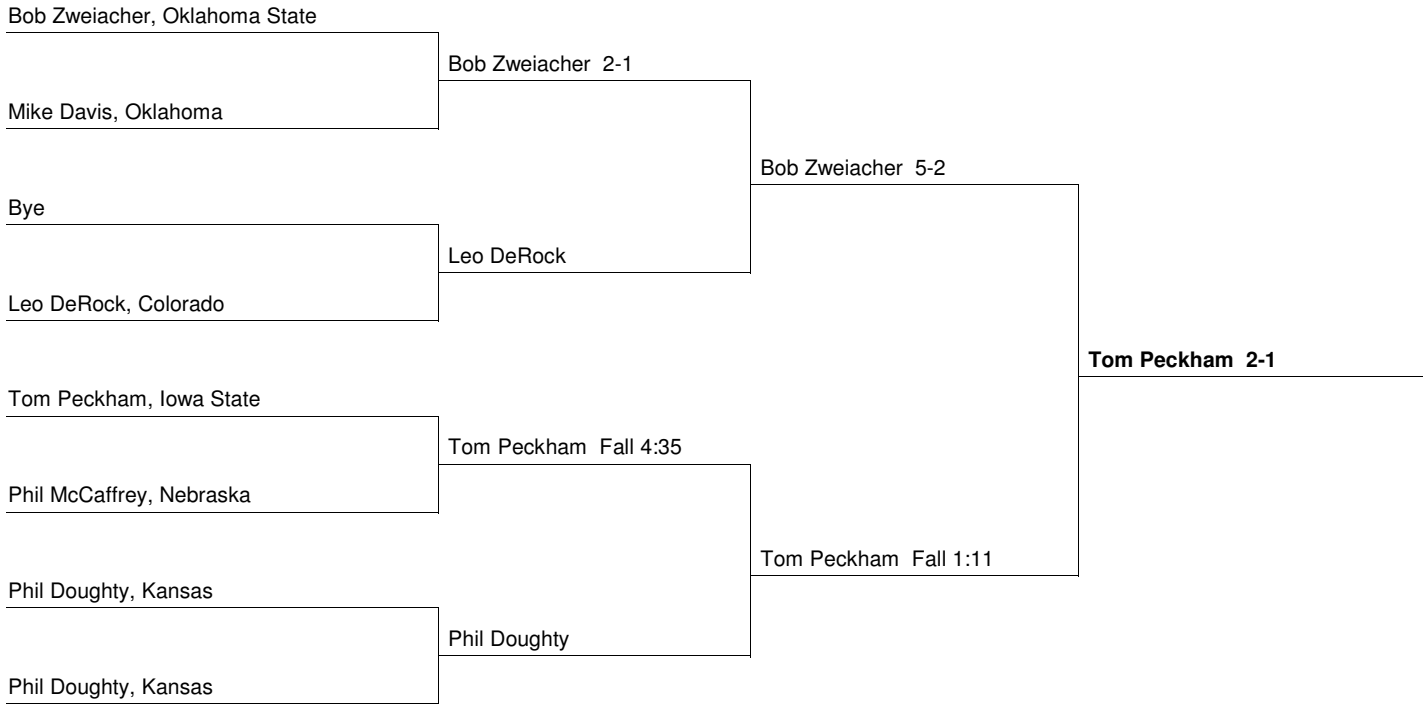 Bob Zweiacher, Oklahoma State
Bob Zweiacher 2-1
Mike Davis, Oklahoma
Bob Zweiacher 5-2
Bye
Leo DeRock
Leo DeRock, Colorado
Tom Peckham 2-1
Tom Peckham, Iowa State
Tom Peckham Fall 4:35
Phil McCaffrey, Nebraska
Tom Peckham Fall 1:11
Phil Doughty, Kansas
Phil Doughty
Phil Doughty, Kansas